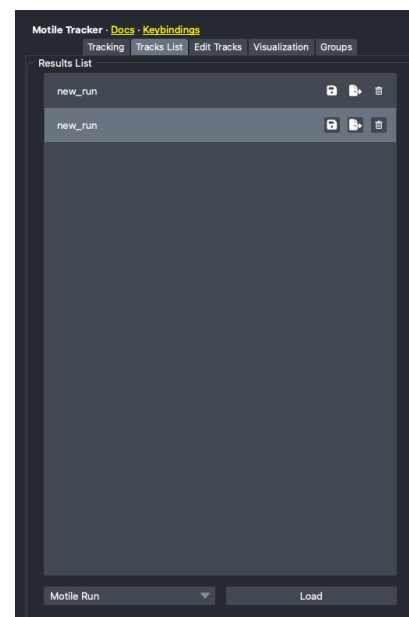 Motile Tracker · Docs · Keybindings
Tracking Tracks List Edit Tracks Visualization Groups
Results List
new_run
new_run
Motile Run Load